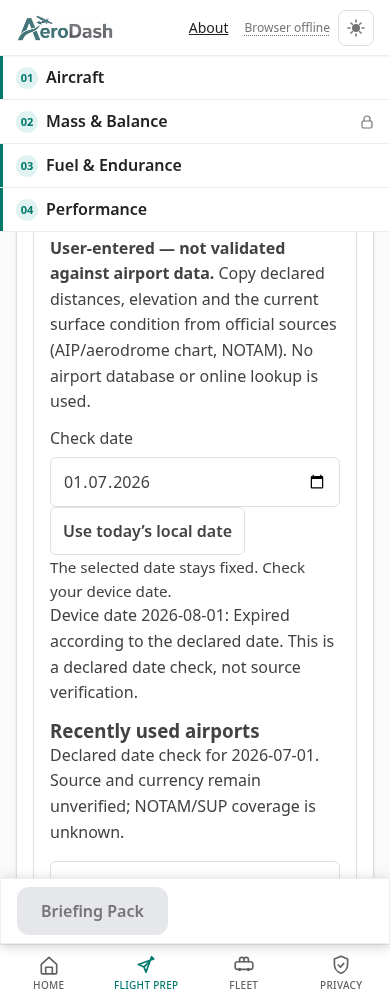 AeroDash
About
Browser offline
01 Aircraft
02 Mass & Balance
03 Fuel & Endurance
04 Performance
User-entered — not validated
against airport data. Copy declared
distances, elevation and the current
surface condition from official sources
(AIP/aerodrome chart, NOTAM). No
airport database or online lookup is
used.
Check date
01.07.2026
Use today’s local date
The selected date stays fixed. Check
your device date.
Device date 2026-08-01: Expired
according to the declared date. This is
a declared date check, not source
verification.
Recently used airports
Declared date check for 2026-07-01.
Source and currency remain
unverified; NOTAM/SUP coverage is
unknown.
Briefing Pack
HOME
FLIGHT PREP
FLEET
PRIVACY